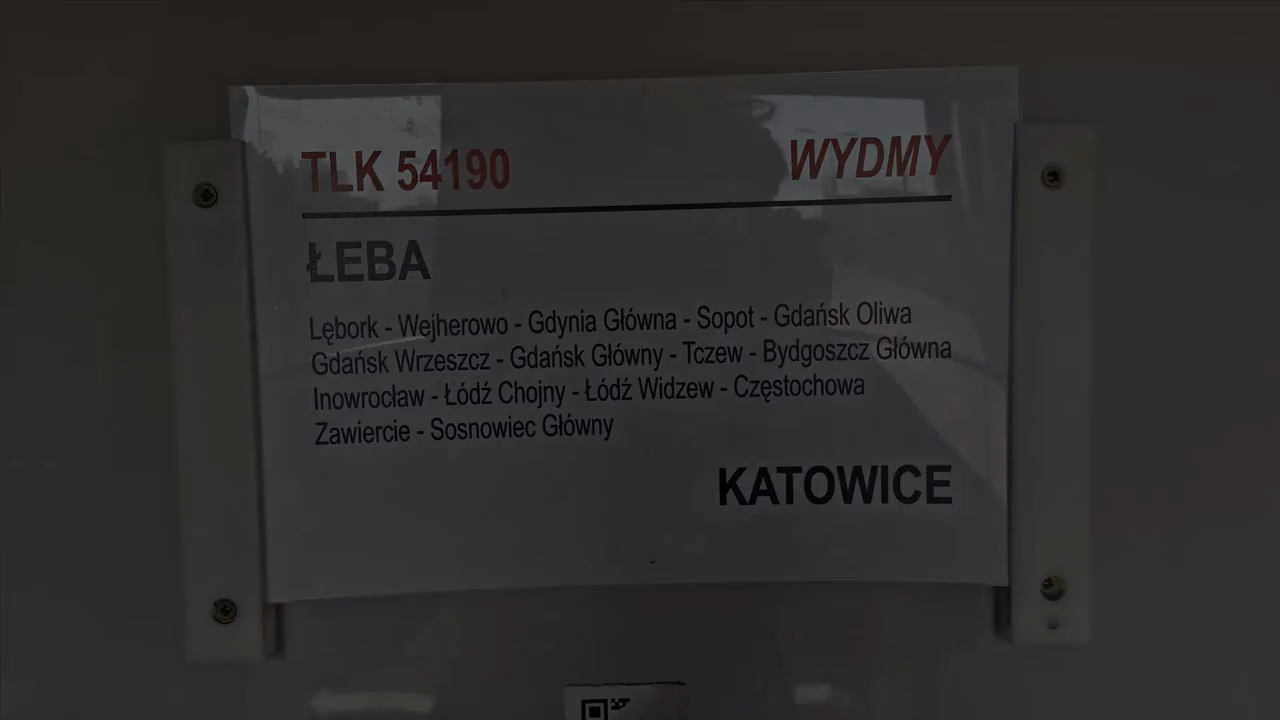 TLK 54190 WYDMY
ŁEBA
Lębork - Wejherowo - Gdynia Główna - Sopot - Gdańsk Oliwa
Gdańsk Wrzeszcz - Gdańsk Główny - Tczew - Bydgoszcz Główna
Inowrocław - Łódź Chojny - Łódź Widzew - Częstochowa
Zawiercie - Sosnowiec Główny
KATOWICE